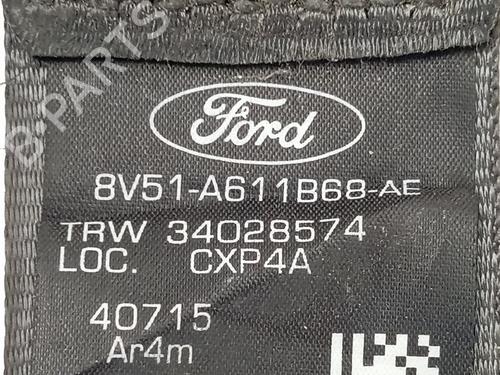 Ford
8V51-A611B68-AE
TRW 34028574
LOC. CXP4A
40715
Ar4m
B-PARTS